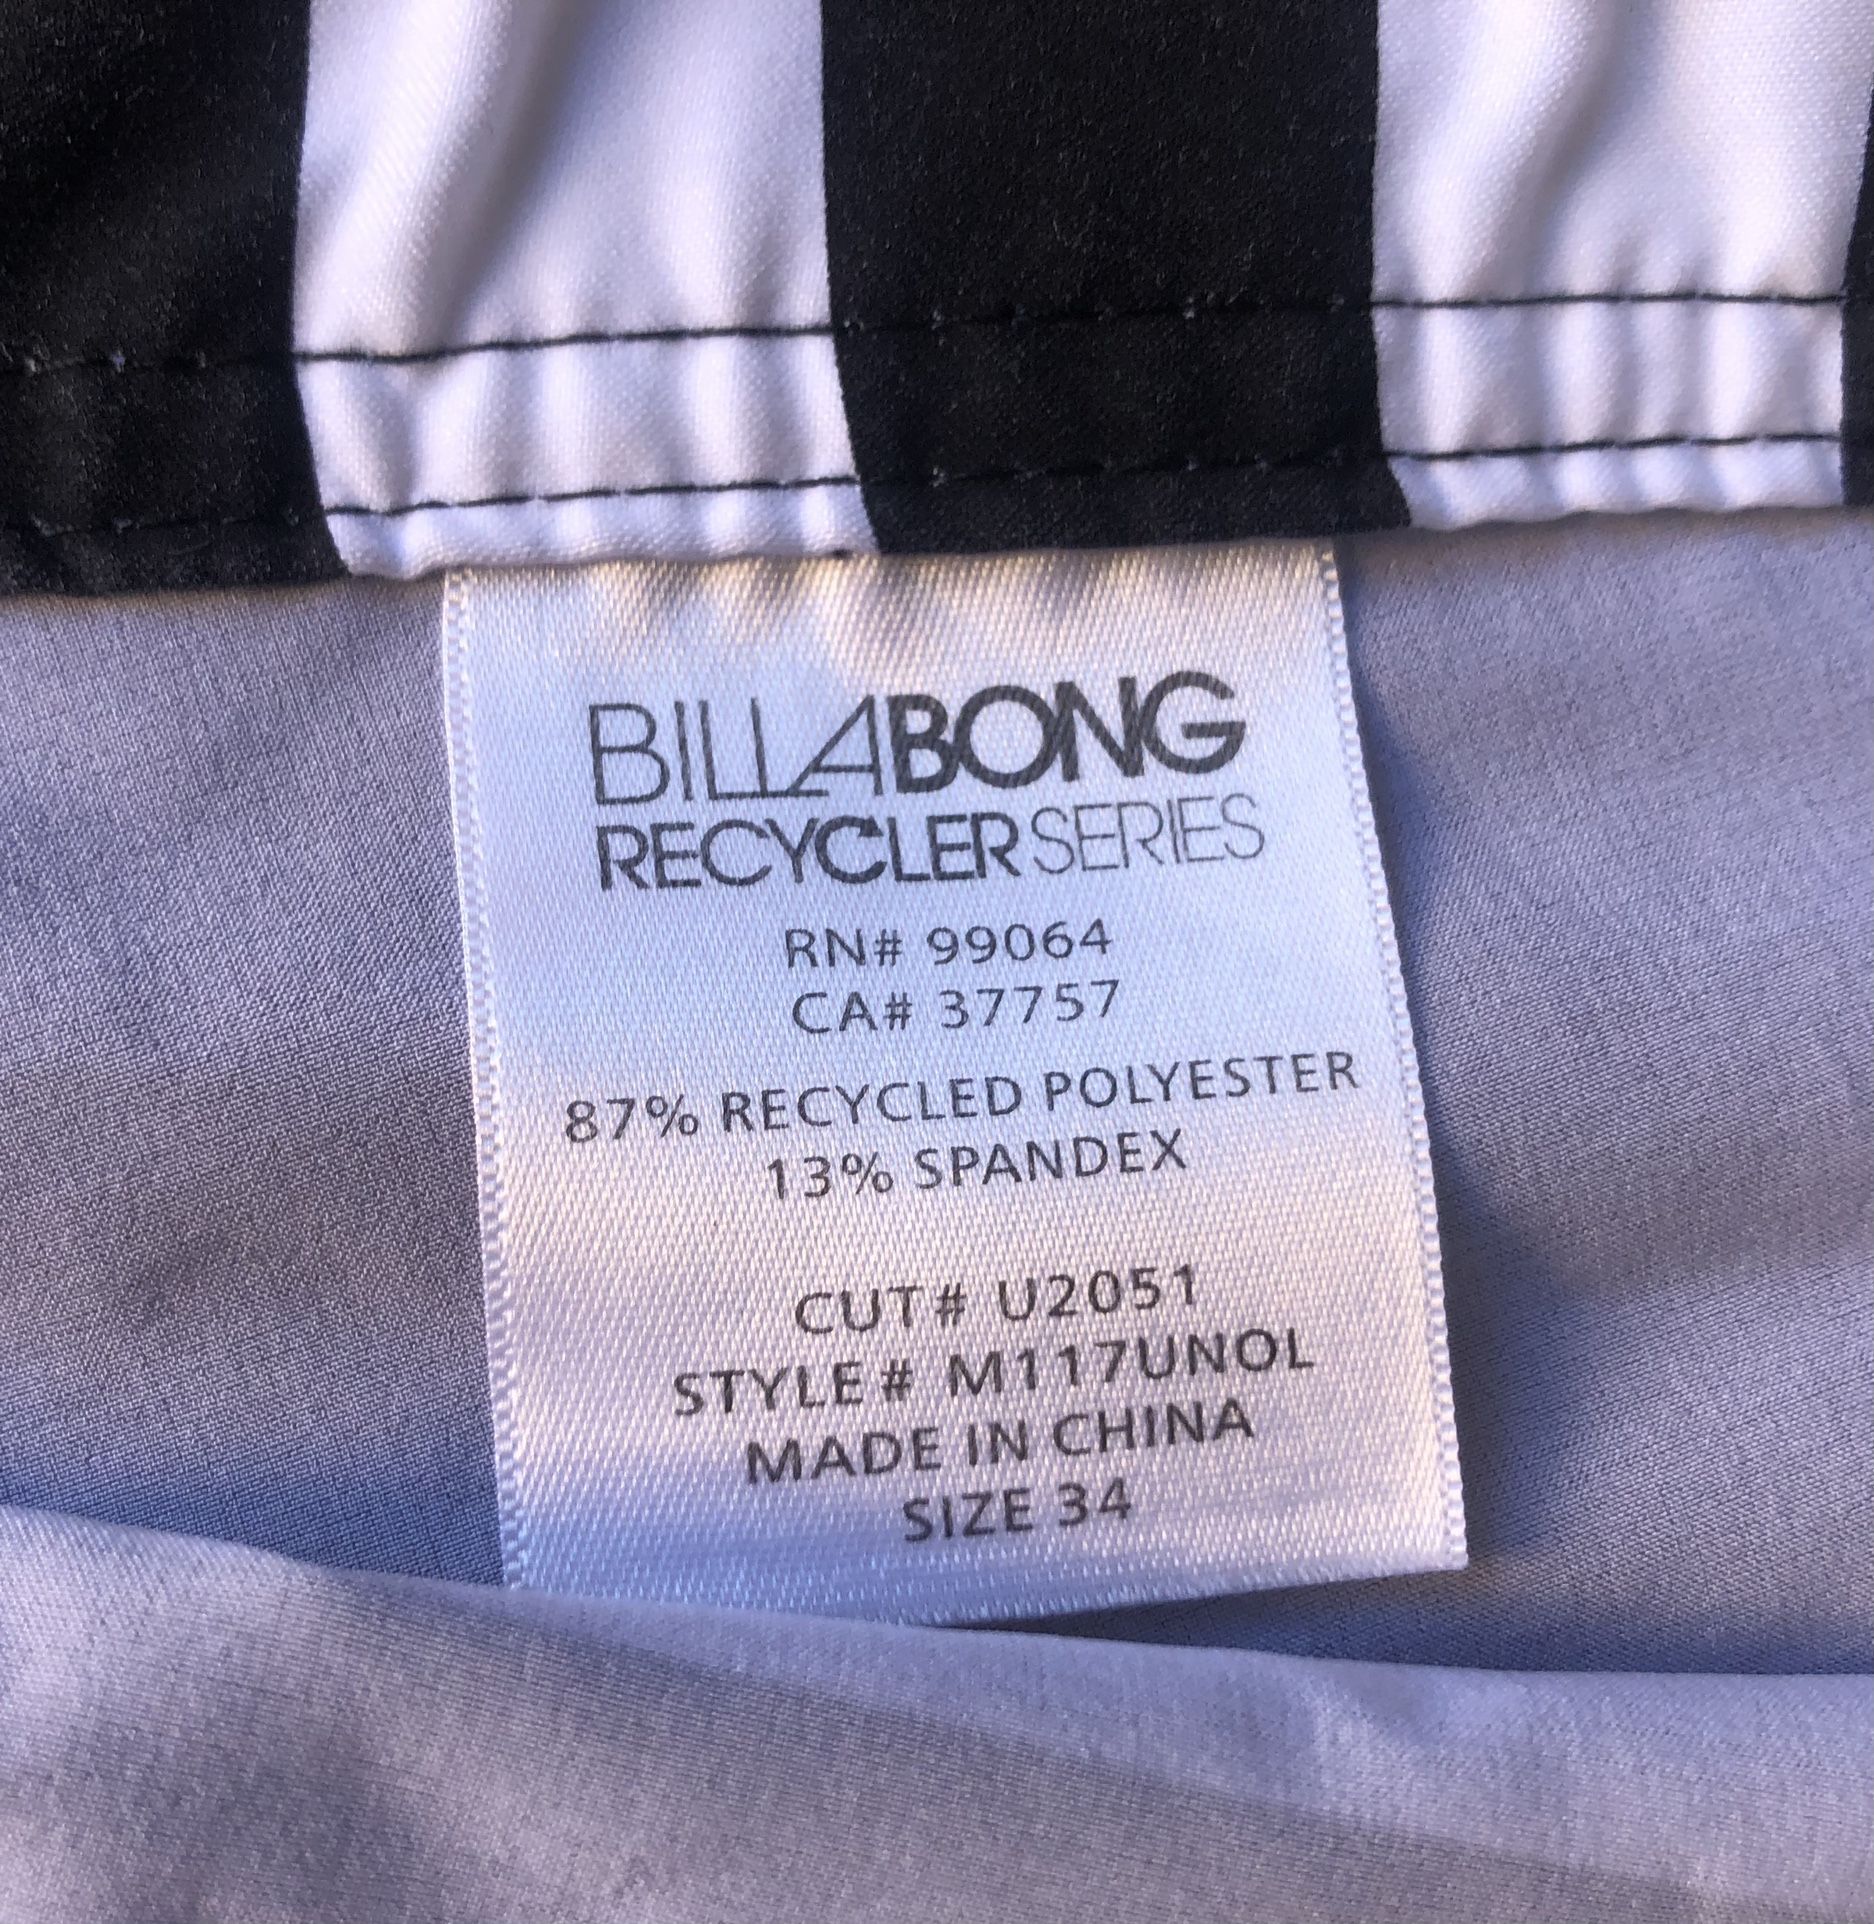 BILLABONG
RECYCLER SERIES
RN# 99064
CA# 37757
87% RECYCLED POLYESTER
13% SPANDEX
CUT# U2051
STYLE# M117UNOL
MADE IN CHINA
SIZE 34